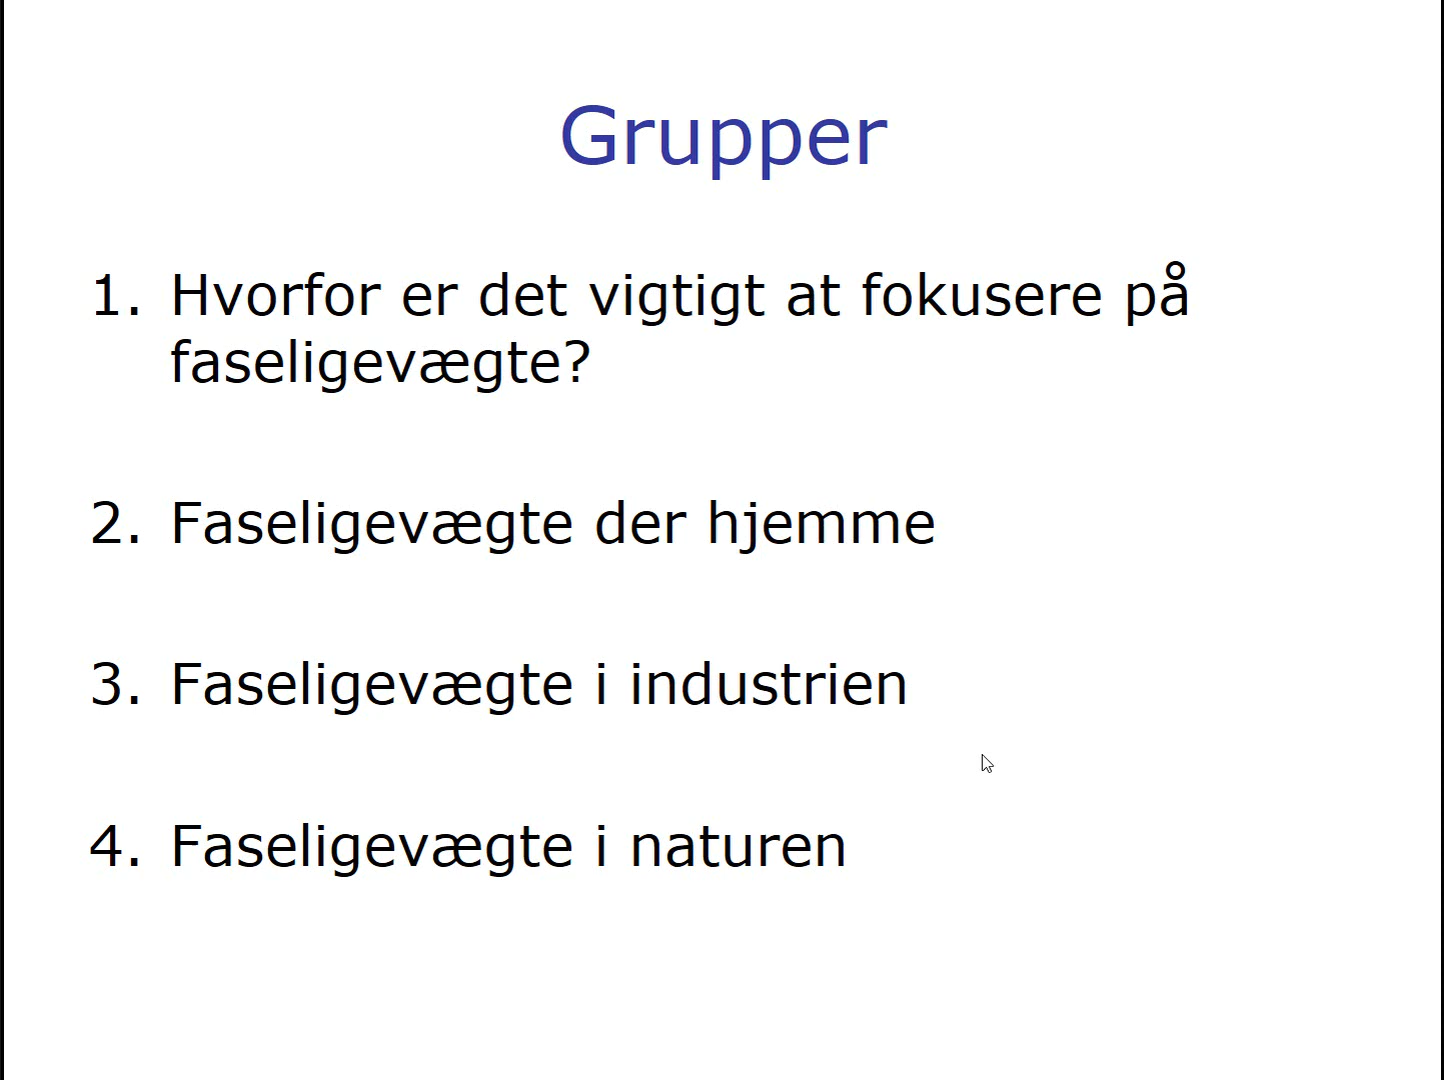 Grupper
1. Hvorfor er det vigtigt at fokusere på
faseligevægte?
2. Faseligevægte der hjemme
3. Faseligevægte i industrien
4. Faseligevægte i naturen